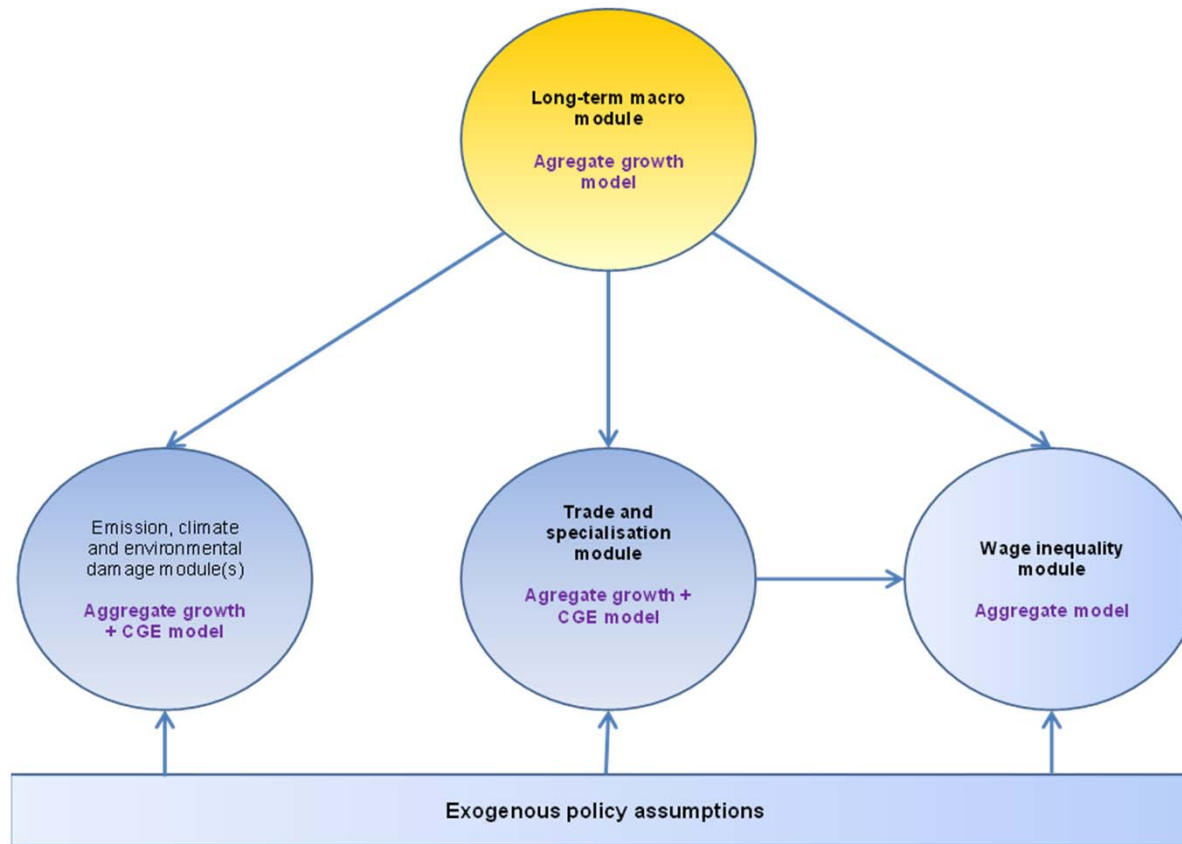 Long-term macro
module
Agregate growth
model
Emission, climate
and environmental
damage module(s)
Aggregate growth
+ CGE model
Trade and
specialisation
module
Agregate growth +
CGE model
Wage inequality
module
Aggregate model
Exogenous policy assumptions